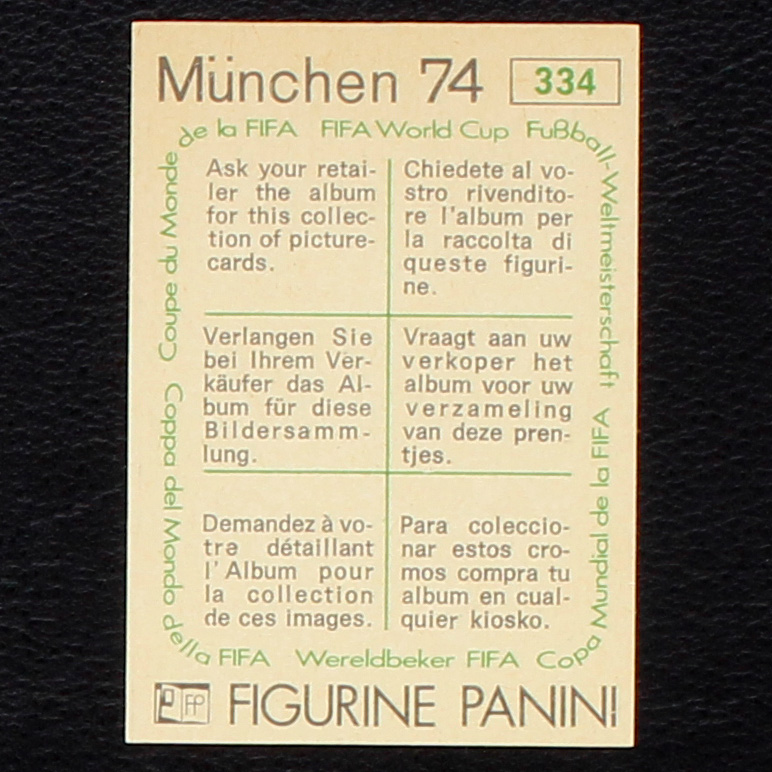 München 74 334
de la FIFA FIFA World Cup Fußball-Weltmeisterschaft
Ask your retai-
ler the album
for this collec-
tion of picture-
cards.
Chiedete al vo-
stro rivendito-
re l'album per
la raccolta di
queste figuri-
ne.
Verlangen Sie
bei Ihrem Ver-
käufer das Al-
bum für diese
Bildersamm-
lung.
Vraagt aan uw
verkoper het
album voor uw
verzameling
van deze pren-
tjes.
Demandez à vo-
tre détaillant
l'Album pour
la collection
de ces images.
Para coleccio-
nar estos cro-
mos compra tu
album en cual-
quier kiosko.
Copa Mundial de la FIFA
Wereldbeker FIFA
Coppa del Mondo della FIFA
Coupe du Monde
FP FIGURINE PANINI